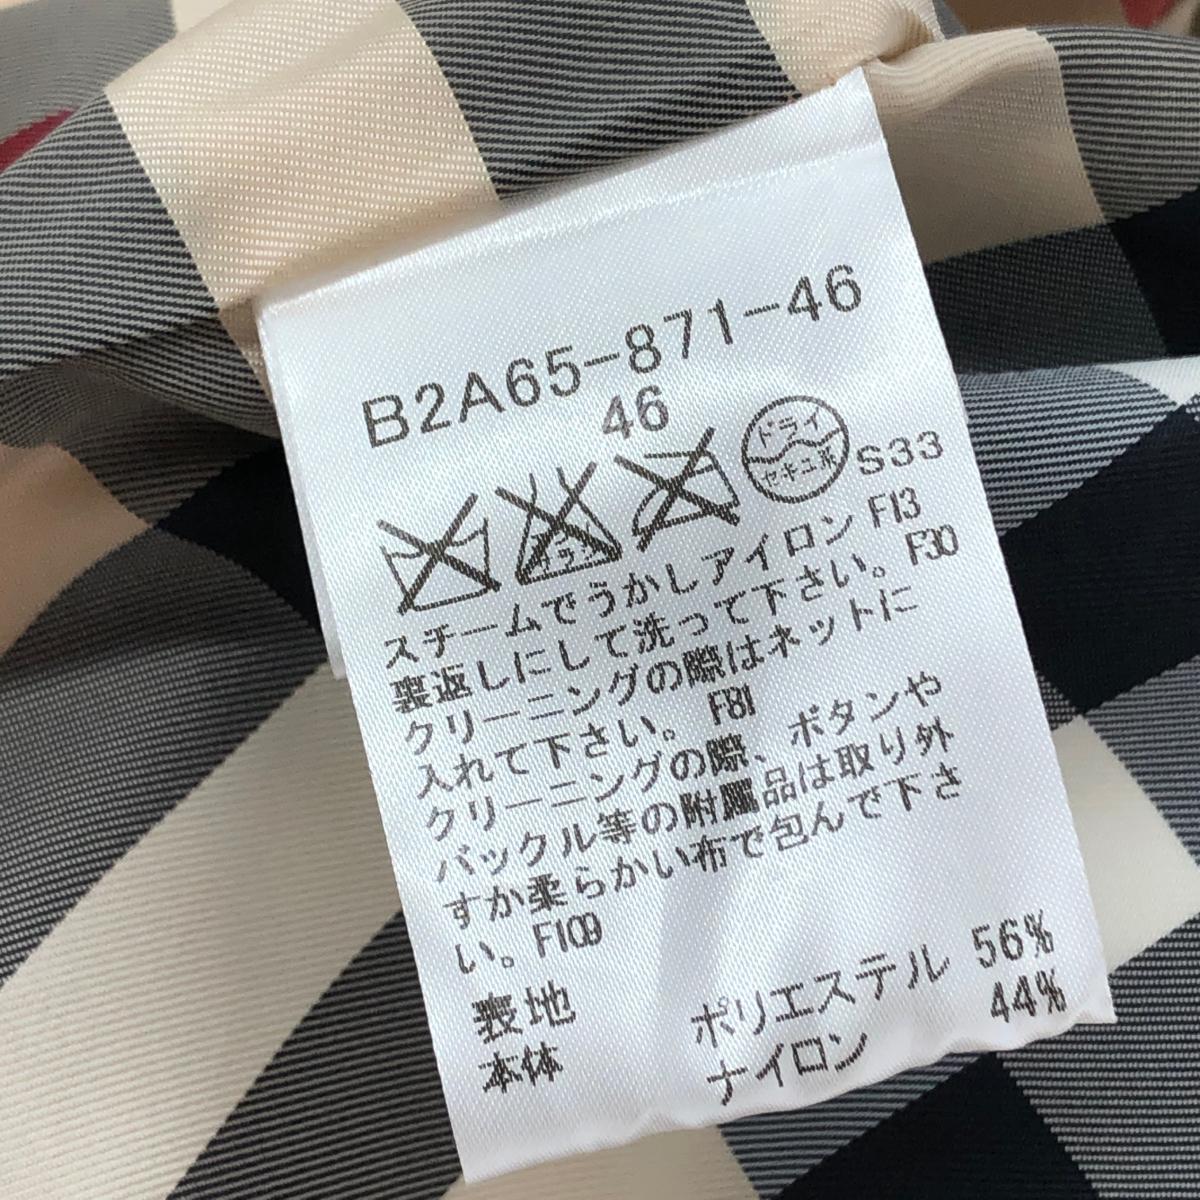 B2A65-871-46
46
ドライ
セキユ系
S33
スチームでうかしアイロン F13
裏返しにして洗って下さい。 F30
クリーニングの際はネットに
入れて下さい。 F81
クリーニングの際、ボタンや
バックル等の附属品は取り外
すか柔らかい布で包んで下さ
い。F109
表地 ポリエステル 56%
本体 ナイロン 44%